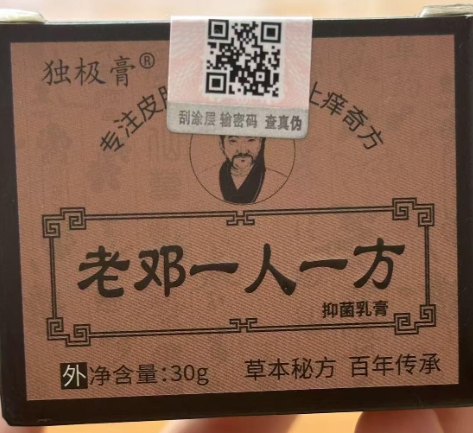 独极膏®
刮涂层 输密码 查真伪
专注皮 止痒奇方
老邓一人一方
抑菌乳膏
外 净含量:30g
草本秘方 百年传承